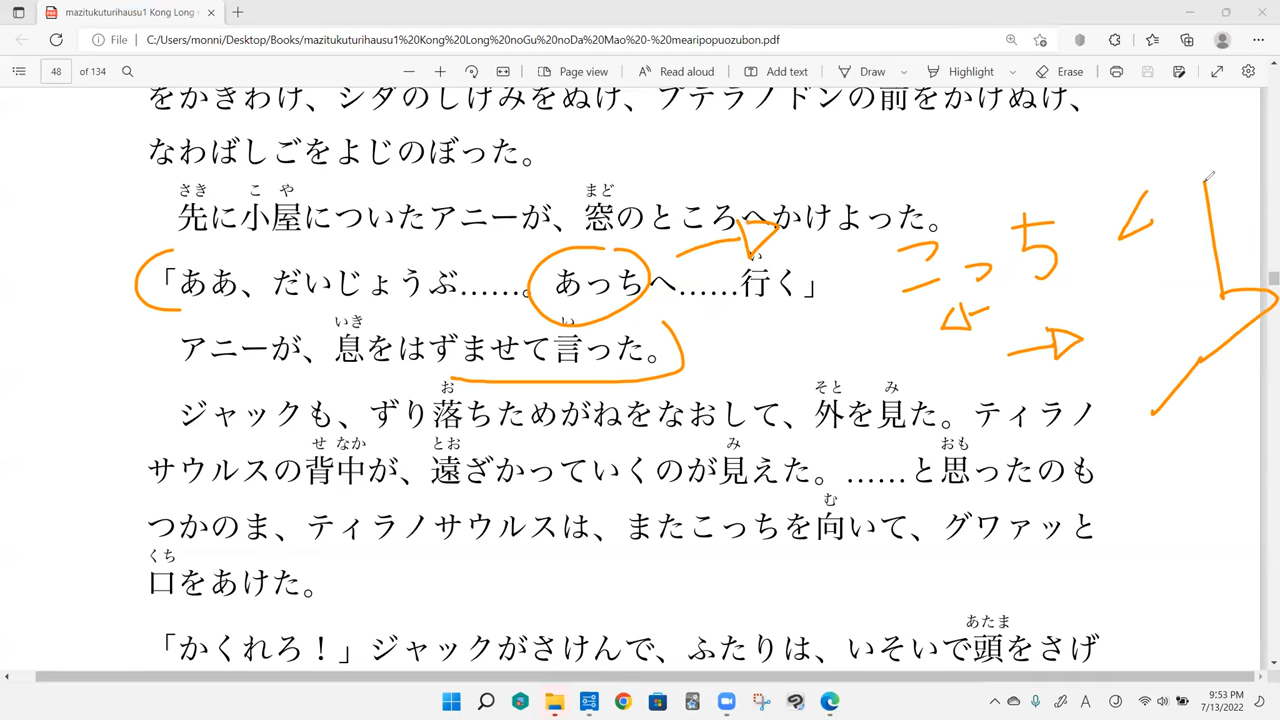 mazitukuturihausu1 Kong Long
File C:/Users/monni/Desktop/Books/mazitukuturihausu1%20Kong%20Long%20noGu%20noDa%20Mao%20-%20mearipopuozubon.pdf
48 of 134 Page view Read aloud Add text Draw Highlight Erase
をかきわけ、シダのしげみをぬけ、プテラノドンの前をかけぬけ、
なわばしごをよじのぼった。
さき こ や まど
先に小屋についたアニーが、窓のところへかけよった。
こっち
い
「ああ、だいじょうぶ……。あっちへ……行く」
いき い
アニーが、息をはずませて言った。
お そと み
ジャックも、ずり落ちためがねをなおして、外を見た。ティラノ
せ なか とお み おも
サウルスの背中が、遠ざかっていくのが見えた。……と思ったのも
む
つかのま、ティラノサウルスは、またこっちを向いて、グワァッと
くち
口をあけた。
あたま
「かくれろ！」ジャックがさけんで、ふたりは、いそいで頭をさげ
9:53 PM
7/13/2022